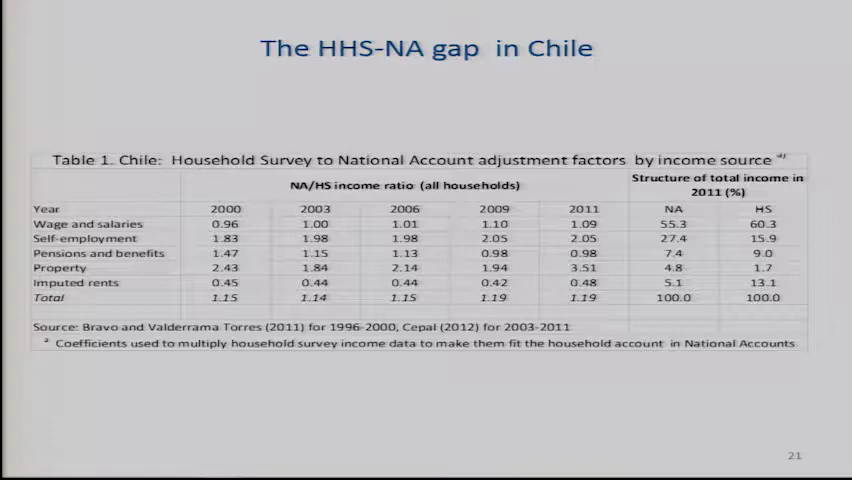 The HHS-NA gap in Chile
Table 1. Chile: Household Survey to National Account adjustment factors by income source a)
NA/HS income ratio (all households) Structure of total income in 2011 (%)
Year 2000 2003 2006 2009 2011 NA HS
Wage and salaries 0.96 1.00 1.01 1.10 1.09 55.3 60.3
Self-employment 1.83 1.98 1.98 2.05 2.05 27.4 15.9
Pensions and benefits 1.47 1.15 1.13 0.98 0.98 7.4 9.0
Property 2.43 1.84 2.14 1.94 3.51 4.8 1.7
Imputed rents 0.45 0.44 0.44 0.42 0.48 5.1 13.1
Total 1.15 1.14 1.15 1.19 1.19 100.0 100.0
Source: Bravo and Valderrama Torres (2011) for 1996-2000, Cepal (2012) for 2003-2011
a Coefficients used to multiply household survey income data to make them fit the household account in National Accounts
21